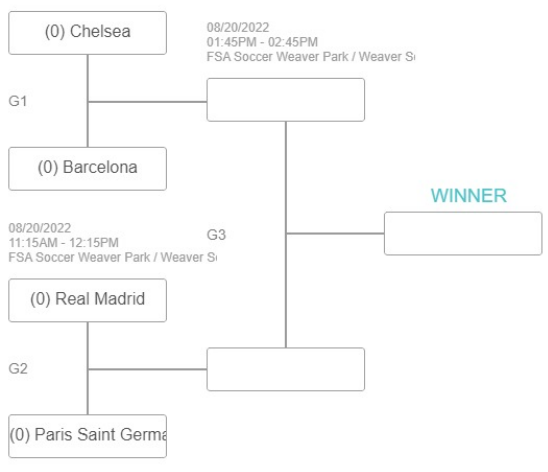 (0) Chelsea
08/20/2022
01:45PM - 02:45PM
FSA Soccer Weaver Park / Weaver
G1
(0) Barcelona
WINNER
08/20/2022
11:15AM - 12:15PM
FSA Soccer Weaver Park / Weaver
G3
(0) Real Madrid
G2
(0) Paris Saint